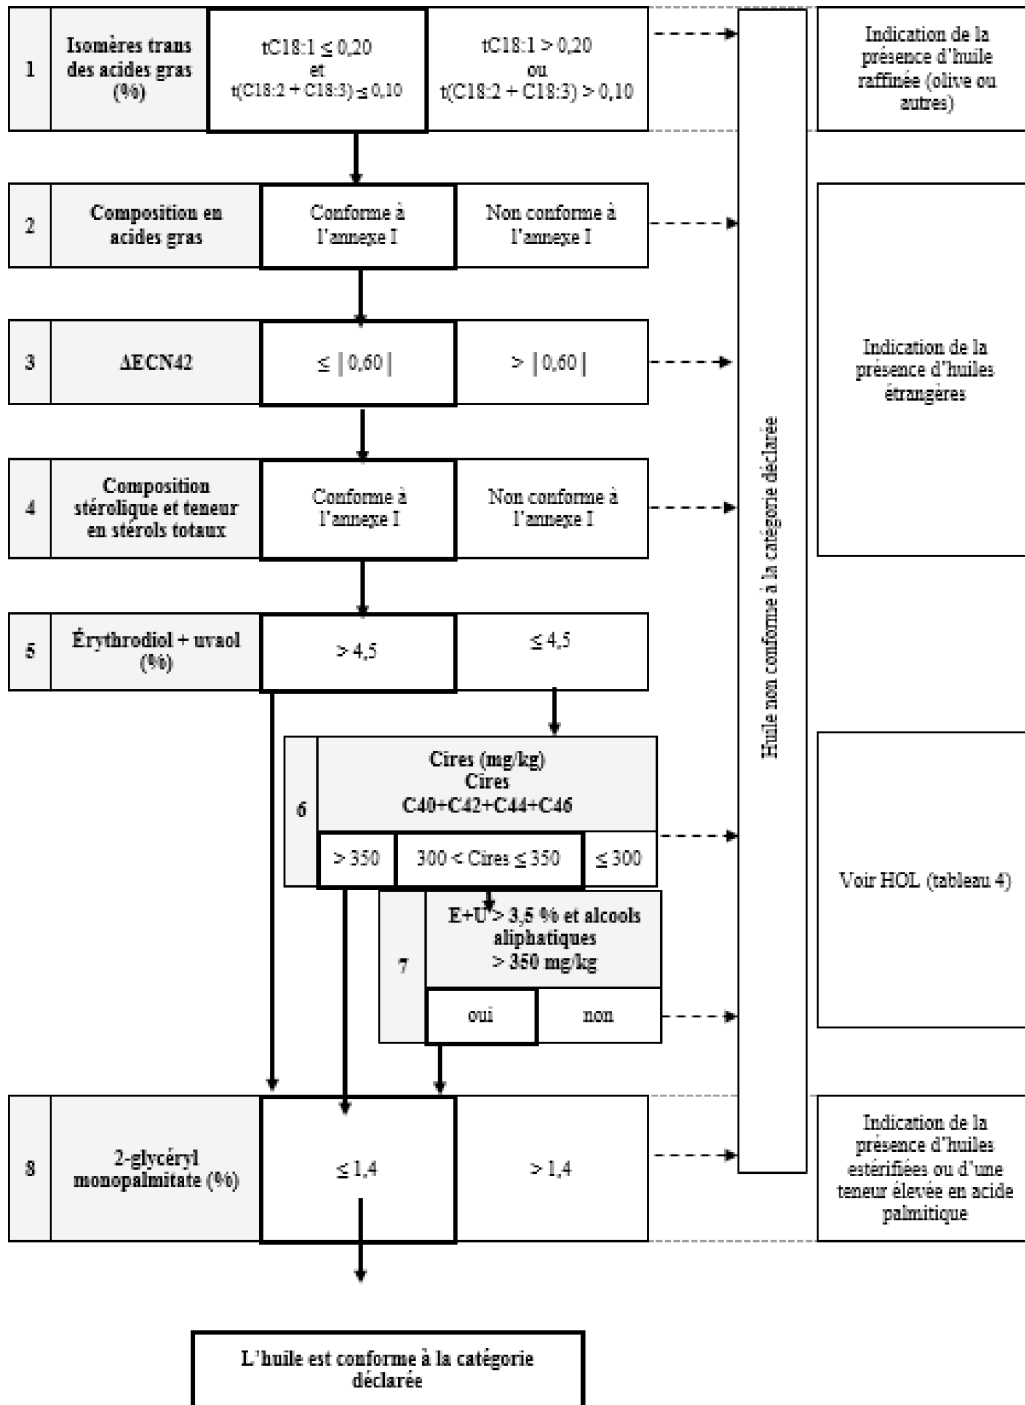 1
Isomères trans
des acides gras
(%)
tC18:1 ≤ 0,20
et
t(C18:2 + C18:3) ≤ 0,10
tC18:1 > 0,20
ou
t(C18:2 + C18:3) > 0,10
Indication de la
présence d’huile
raffinée (olive ou
autres)
2
Composition en
acides gras
Conforme à
l’annexe I
Non conforme à
l’annexe I
3
ΔECN42
≤ | 0,60 |
> | 0,60 |
Indication de la
présence d’huiles
étrangères
4
Composition
stérolique et teneur
en stérols totaux
Conforme à
l’annexe I
Non conforme à
l’annexe I
Huile non conforme à la catégorie déclarée
5
Érythrodiol + uvaol
(%)
> 4,5
≤ 4,5
6
Cires (mg/kg)
Cires
C40+C42+C44+C46
> 350
300 < Cires ≤ 350
≤ 300
Voir HOL (tableau 4)
7
E+U > 3,5 % et alcools
aliphatiques
> 350 mg/kg
oui
non
8
2-glycéryl
monopalmitate (%)
≤ 1,4
> 1,4
Indication de la
présence d’huiles
estérifiées ou d’une
teneur élevée en acide
palmitique
L’huile est conforme à la catégorie
déclarée